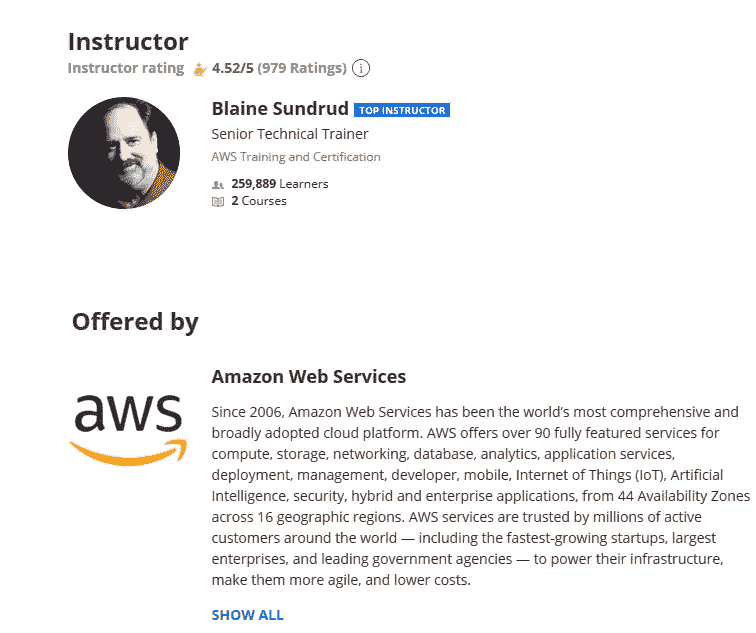 Instructor
Instructor rating 4.52/5 (979 Ratings) i
Blaine Sundrud TOP INSTRUCTOR
Senior Technical Trainer
AWS Training and Certification
259,889 Learners
2 Courses
Offered by
aws
Amazon Web Services
Since 2006, Amazon Web Services has been the world’s most comprehensive and
broadly adopted cloud platform. AWS offers over 90 fully featured services for
compute, storage, networking, database, analytics, application services,
deployment, management, developer, mobile, Internet of Things (IoT), Artificial
Intelligence, security, hybrid and enterprise applications, from 44 Availability Zones
across 16 geographic regions. AWS services are trusted by millions of active
customers around the world — including the fastest-growing startups, largest
enterprises, and leading government agencies — to power their infrastructure,
make them more agile, and lower costs.
SHOW ALL